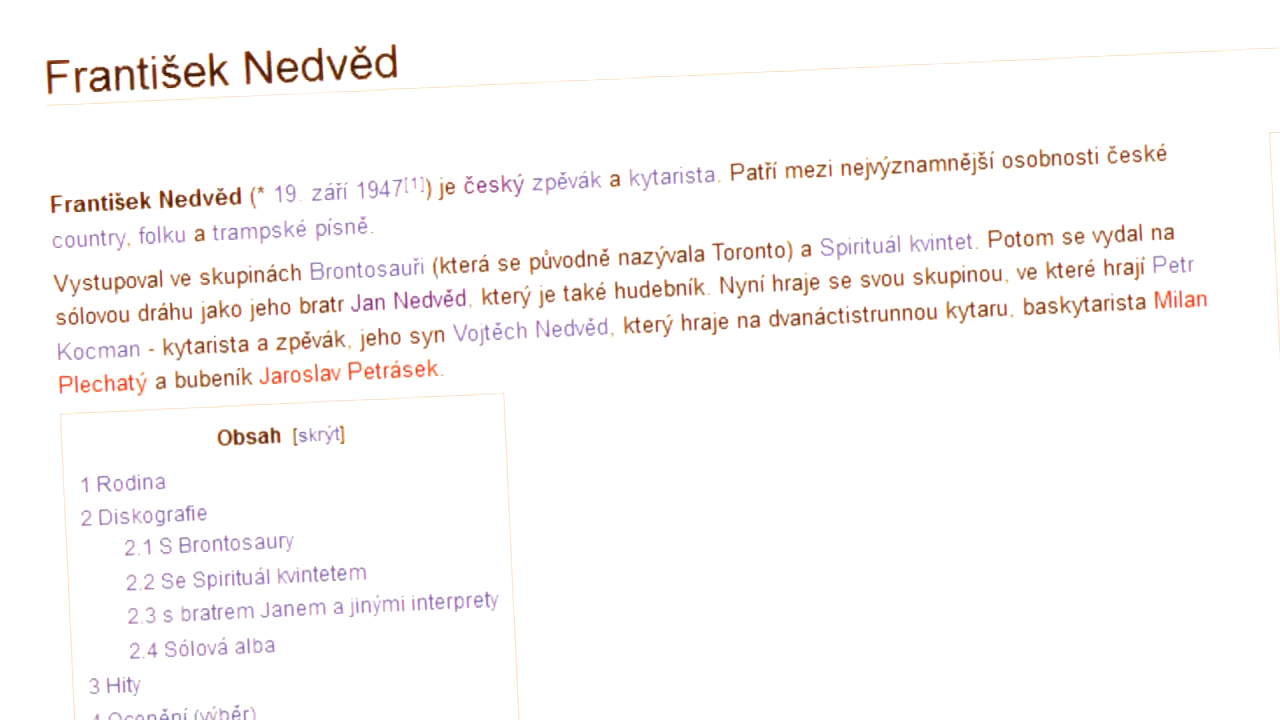 František Nedvěd
František Nedvěd (* 19. září 1947[1]) je český zpěvák a kytarista. Patří mezi nejvýznamnější osobnosti české
country, folku a trampské písně.
Vystupoval ve skupinách Brontosauři (která se původně nazývala Toronto) a Spirituál kvintet. Potom se vydal na
sólovou dráhu jako jeho bratr Jan Nedvěd, který je také hudebník. Nyní hraje se svou skupinou, ve které hrají Petr
Kocman - kytarista a zpěvák, jeho syn Vojtěch Nedvěd, který hraje na dvanáctistrunnou kytaru, baskytarista Milan
Plechatý a bubeník Jaroslav Petrásek.
Obsah [skrýt]
1 Rodina
2 Diskografie
2.1 S Brontosaury
2.2 Se Spirituál kvintetem
2.3 s bratrem Janem a jinými interprety
2.4 Sólová alba
3 Hity
4 Ocenění (výběr)